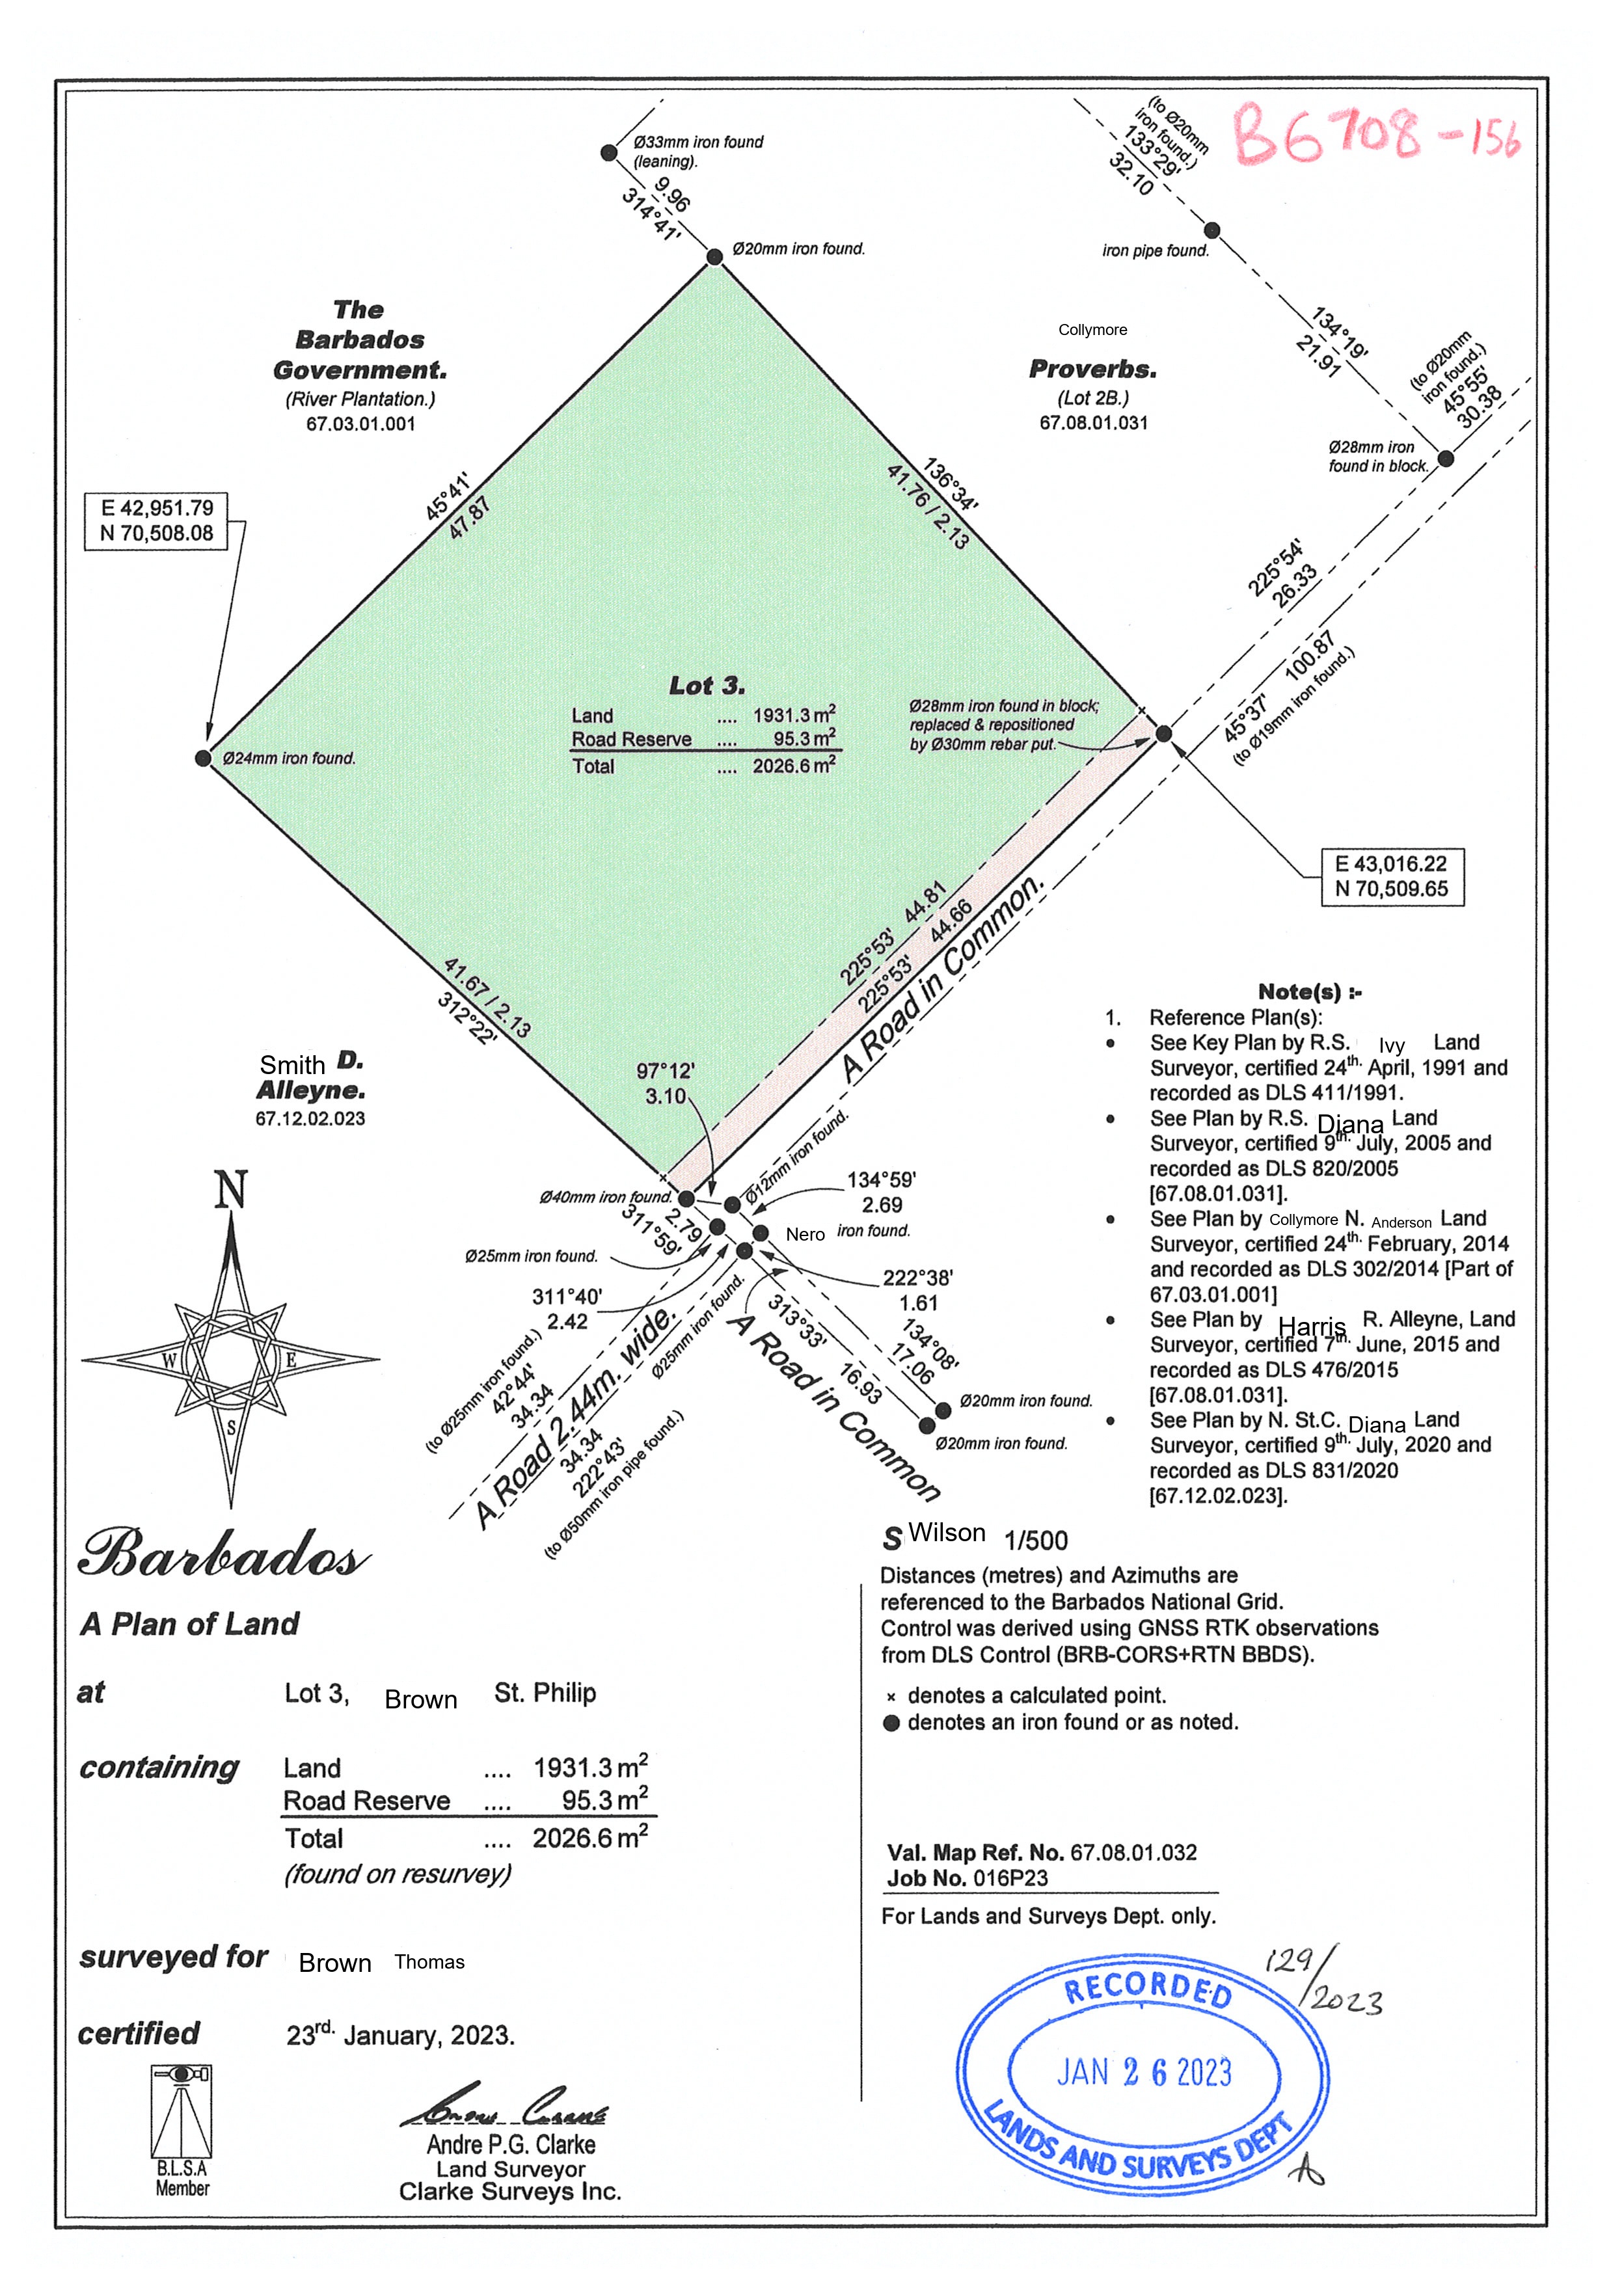 B6708-156
Ø33mm iron found
(leaning).
9.96
314°41'
Ø20mm iron found.
(to Ø20mm
iron found.)
133°29'
32.10
iron pipe found.
134°19'
21.91
(to Ø20mm
iron found.)
45°55'
30.38
Ø28mm iron
found in block.
The
Barbados
Government.
(River Plantation.)
67.03.01.001
Collymore
Proverbs.
(Lot 2B.)
67.08.01.031
E 42,951.79
N 70,508.08
45°41'
47.87
136°34'
41.76 / 2.13
225°54'
26.33
45°37' 100.87
(to Ø19mm iron found.)
Lot 3.
Land .... 1931.3 m²
Road Reserve .... 95.3 m²
Total .... 2026.6 m²
Ø28mm iron found in block;
replaced & repositioned
by Ø30mm rebar put.
Ø24mm iron found.
E 43,016.22
N 70,509.65
225°53' 44.81
225°53' 44.66
A Road in Common.
41.67 / 2.13
312°22'
Smith D.
Alleyne.
67.12.02.023
97°12'
3.10
Ø12mm iron found.
134°59'
2.69
Ø40mm iron found.
2.79
311°59'
Nero iron found.
Ø25mm iron found.
222°38'
1.61
311°40'
2.42
Ø25mm iron found.
313°33' 16.93
134°08'
17.06
A Road in Common
Ø20mm iron found.
Ø20mm iron found.
(to Ø25mm iron found.)
42°44'
34.34
A Road 2.44m. wide.
34.34
222°43'
(to Ø50mm iron pipe found.)
N
W
E
S
Note(s) :-
1. Reference Plan(s):
• See Key Plan by R.S. Ivy Land
Surveyor, certified 24th. April, 1991 and
recorded as DLS 411/1991.
• See Plan by R.S. Diana Land
Surveyor, certified 9th. July, 2005 and
recorded as DLS 820/2005
[67.08.01.031].
• See Plan by Collymore N. Anderson Land
Surveyor, certified 24th. February, 2014
and recorded as DLS 302/2014 [Part of
67.03.01.001]
• See Plan by Harris R. Alleyne, Land
Surveyor, certified 7th. June, 2015 and
recorded as DLS 476/2015
[67.08.01.031].
• See Plan by N. St.C. Diana Land
Surveyor, certified 9th. July, 2020 and
recorded as DLS 831/2020
[67.12.02.023].
Barbados
A Plan of Land
at Lot 3, Brown St. Philip
containing Land .... 1931.3 m²
Road Reserve .... 95.3 m²
Total .... 2026.6 m²
(found on resurvey)
surveyed for Brown Thomas
certified 23rd. January, 2023.
B.L.S.A
Member
Andre P.G. Clarke
Land Surveyor
Clarke Surveys Inc.
S Wilson 1/500
Distances (metres) and Azimuths are
referenced to the Barbados National Grid.
Control was derived using GNSS RTK observations
from DLS Control (BRB-CORS+RTN BBDS).
× denotes a calculated point.
● denotes an iron found or as noted.
Val. Map Ref. No. 67.08.01.032
Job No. 016P23
For Lands and Surveys Dept. only.
129/2023
RECORDED
JAN 26 2023
LANDS AND SURVEYS DEPT